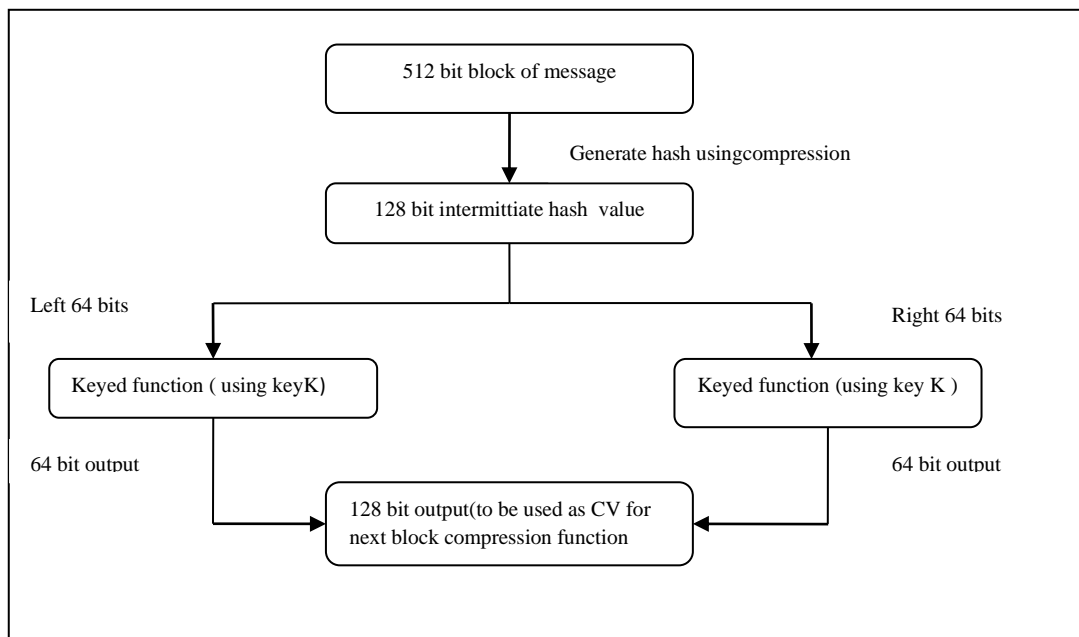 512 bit block of message
Generate hash usingcompression
128 bit intermittiate hash value
Left 64 bits
Right 64 bits
Keyed function ( using keyK)
Keyed function (using key K )
64 bit output
64 bit output
128 bit output(to be used as CV for
next block compression function